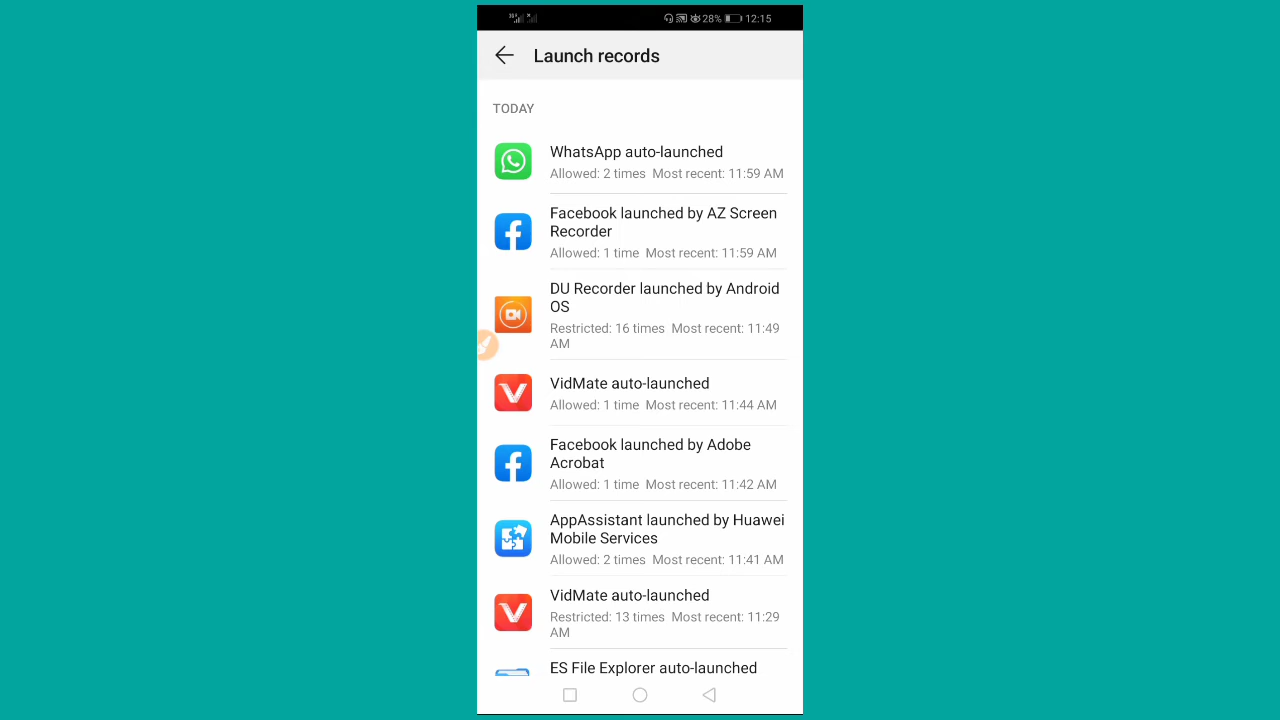 28% 12:15
Launch records
TODAY
WhatsApp auto-launched
Allowed: 2 times Most recent: 11:59 AM
Facebook launched by AZ Screen
Recorder
Allowed: 1 time Most recent: 11:59 AM
DU Recorder launched by Android
OS
Restricted: 16 times Most recent: 11:49
AM
VidMate auto-launched
Allowed: 1 time Most recent: 11:44 AM
Facebook launched by Adobe
Acrobat
Allowed: 1 time Most recent: 11:42 AM
AppAssistant launched by Huawei
Mobile Services
Allowed: 2 times Most recent: 11:41 AM
VidMate auto-launched
Restricted: 13 times Most recent: 11:29
AM
ES File Explorer auto-launched